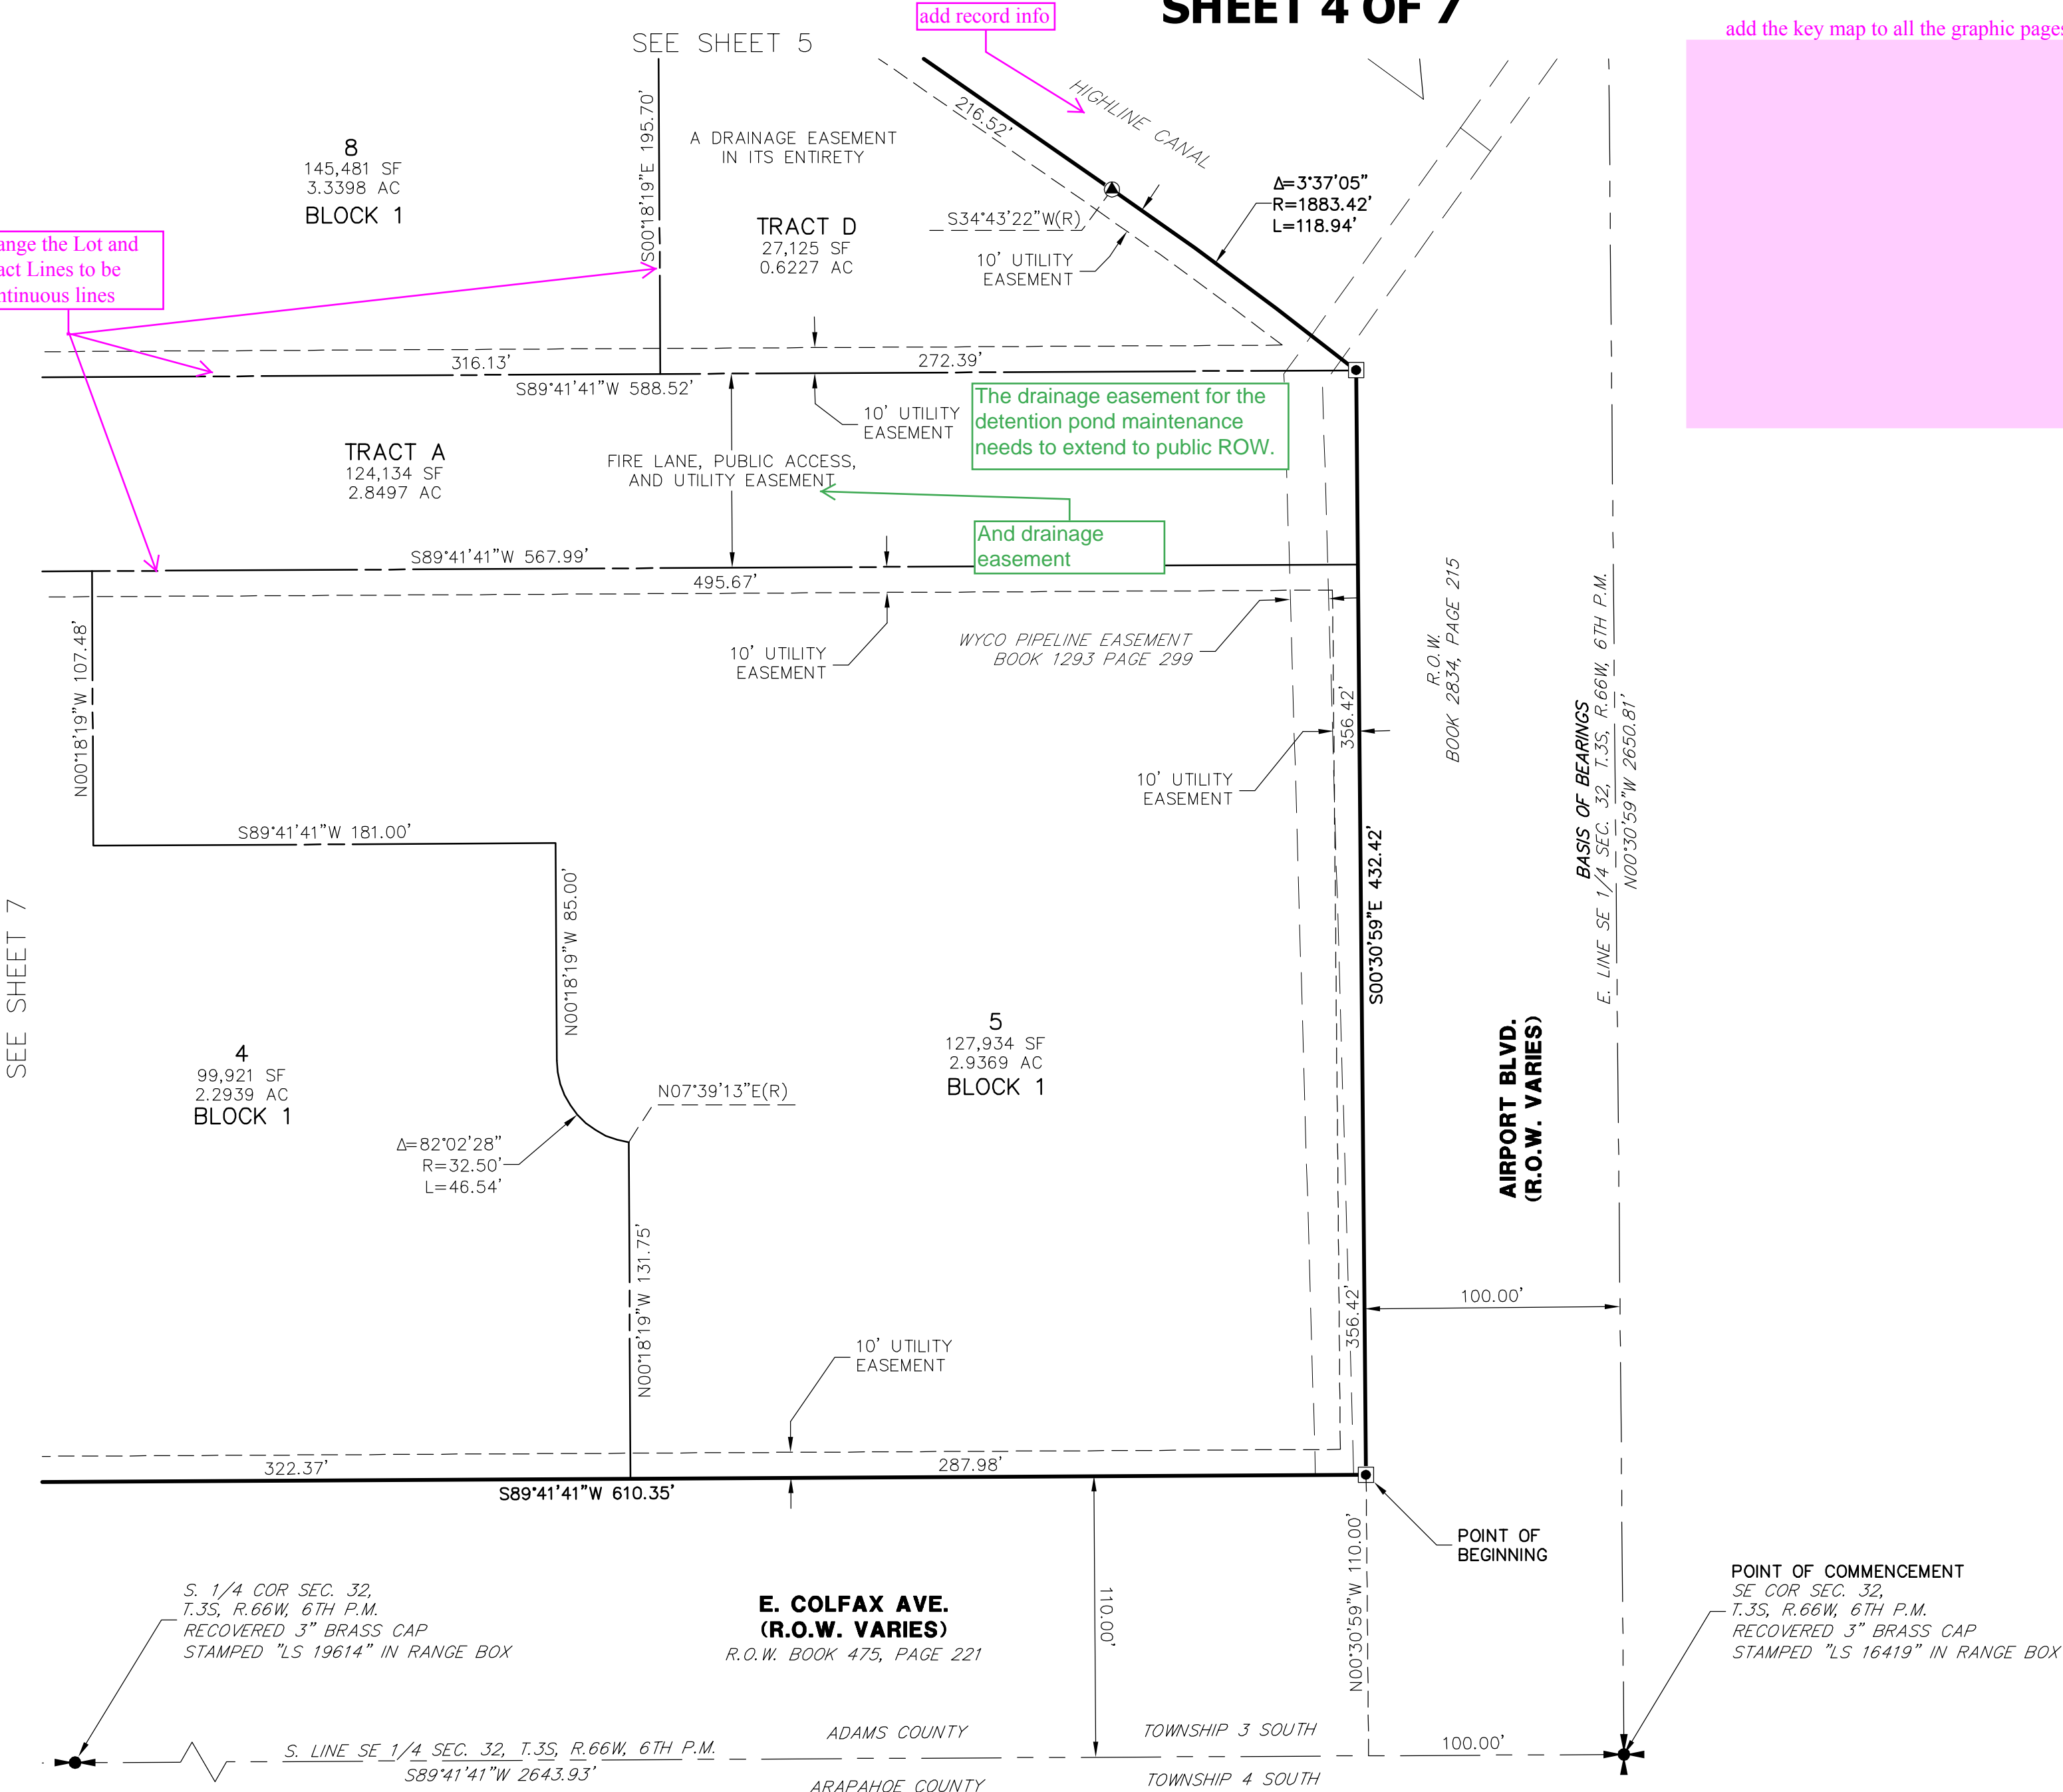 SHEET 4 OF 7
add record info
add the key map to all the graphic pages
SEE SHEET 5
HIGHLINE CANAL
216.52'
S00°18'19"E 195.70'
A DRAINAGE EASEMENT
IN ITS ENTIRETY
8
145,481 SF
3.3398 AC
BLOCK 1
TRACT D
27,125 SF
0.6227 AC
S34°43'22"W(R)
10' UTILITY
EASEMENT
Δ=3°37'05"
R=1883.42'
L=118.94'
ange the Lot and
act Lines to be
ntinuous lines
316.13'
272.39'
S89°41'41"W 588.52'
10' UTILITY
EASEMENT
The drainage easement for the
detention pond maintenance
needs to extend to public ROW.
TRACT A
124,134 SF
2.8497 AC
FIRE LANE, PUBLIC ACCESS,
AND UTILITY EASEMENT
And drainage
easement
S89°41'41"W 567.99'
495.67'
N00°18'19"W 107.48'
10' UTILITY
EASEMENT
WYCO PIPELINE EASEMENT
BOOK 1293 PAGE 299
356.42'
R.O.W.
BOOK 2834, PAGE 215
BASIS OF BEARINGS
E. LINE SE 1/4 SEC. 32, T.3S, R.66W, 6TH P.M.
N00°30'59"W 2650.81'
10' UTILITY
EASEMENT
S89°41'41"W 181.00'
N00°18'19"W 85.00'
S00°30'59"E 432.42'
SEE SHEET 7
4
99,921 SF
2.2939 AC
BLOCK 1
5
127,934 SF
2.9369 AC
BLOCK 1
N07°39'13"E(R)
Δ=82°02'28"
R=32.50'
L=46.54'
AIRPORT BLVD.
(R.O.W. VARIES)
N00°18'19"W 131.75'
356.42'
100.00'
10' UTILITY
EASEMENT
322.37'
287.98'
S89°41'41"W 610.35'
POINT OF
BEGINNING
N00°30'59"W 110.00'
110.00'
S. 1/4 COR SEC. 32,
T.3S, R.66W, 6TH P.M.
RECOVERED 3" BRASS CAP
STAMPED "LS 19614" IN RANGE BOX
E. COLFAX AVE.
(R.O.W. VARIES)
R.O.W. BOOK 475, PAGE 221
POINT OF COMMENCEMENT
SE COR SEC. 32,
T.3S, R.66W, 6TH P.M.
RECOVERED 3" BRASS CAP
STAMPED "LS 16419" IN RANGE BOX
ADAMS COUNTY
TOWNSHIP 3 SOUTH
100.00'
S. LINE SE 1/4 SEC. 32, T.3S, R.66W, 6TH P.M.
S89°41'41"W 2643.93'
ARAPAHOE COUNTY
TOWNSHIP 4 SOUTH